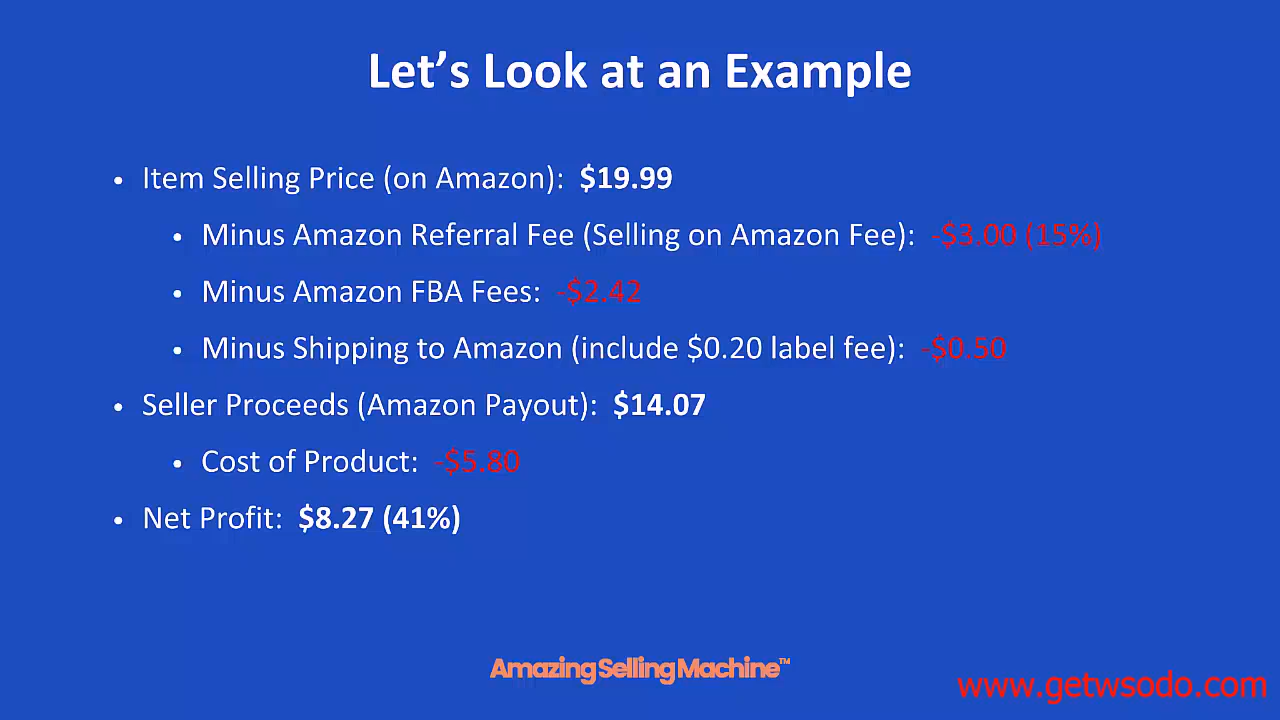 Let's Look at an Example
• Item Selling Price (on Amazon): $19.99
• Minus Amazon Referral Fee (Selling on Amazon Fee): -$3.00 (15%)
• Minus Amazon FBA Fees: -$2.42
• Minus Shipping to Amazon (include $0.20 label fee): -$0.50
• Seller Proceeds (Amazon Payout): $14.07
• Cost of Product: -$5.80
• Net Profit: $8.27 (41%)
Amazing Selling Machine™
www.getwsodo.com